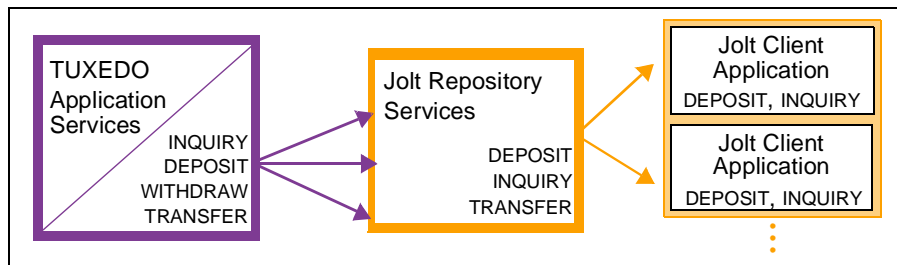 TUXEDO
Application
Services
INQUIRY
DEPOSIT
WITHDRAW
TRANSFER
Jolt Repository
Services
DEPOSIT
INQUIRY
TRANSFER
Jolt Client
Application
DEPOSIT, INQUIRY
Jolt Client
Application
DEPOSIT, INQUIRY